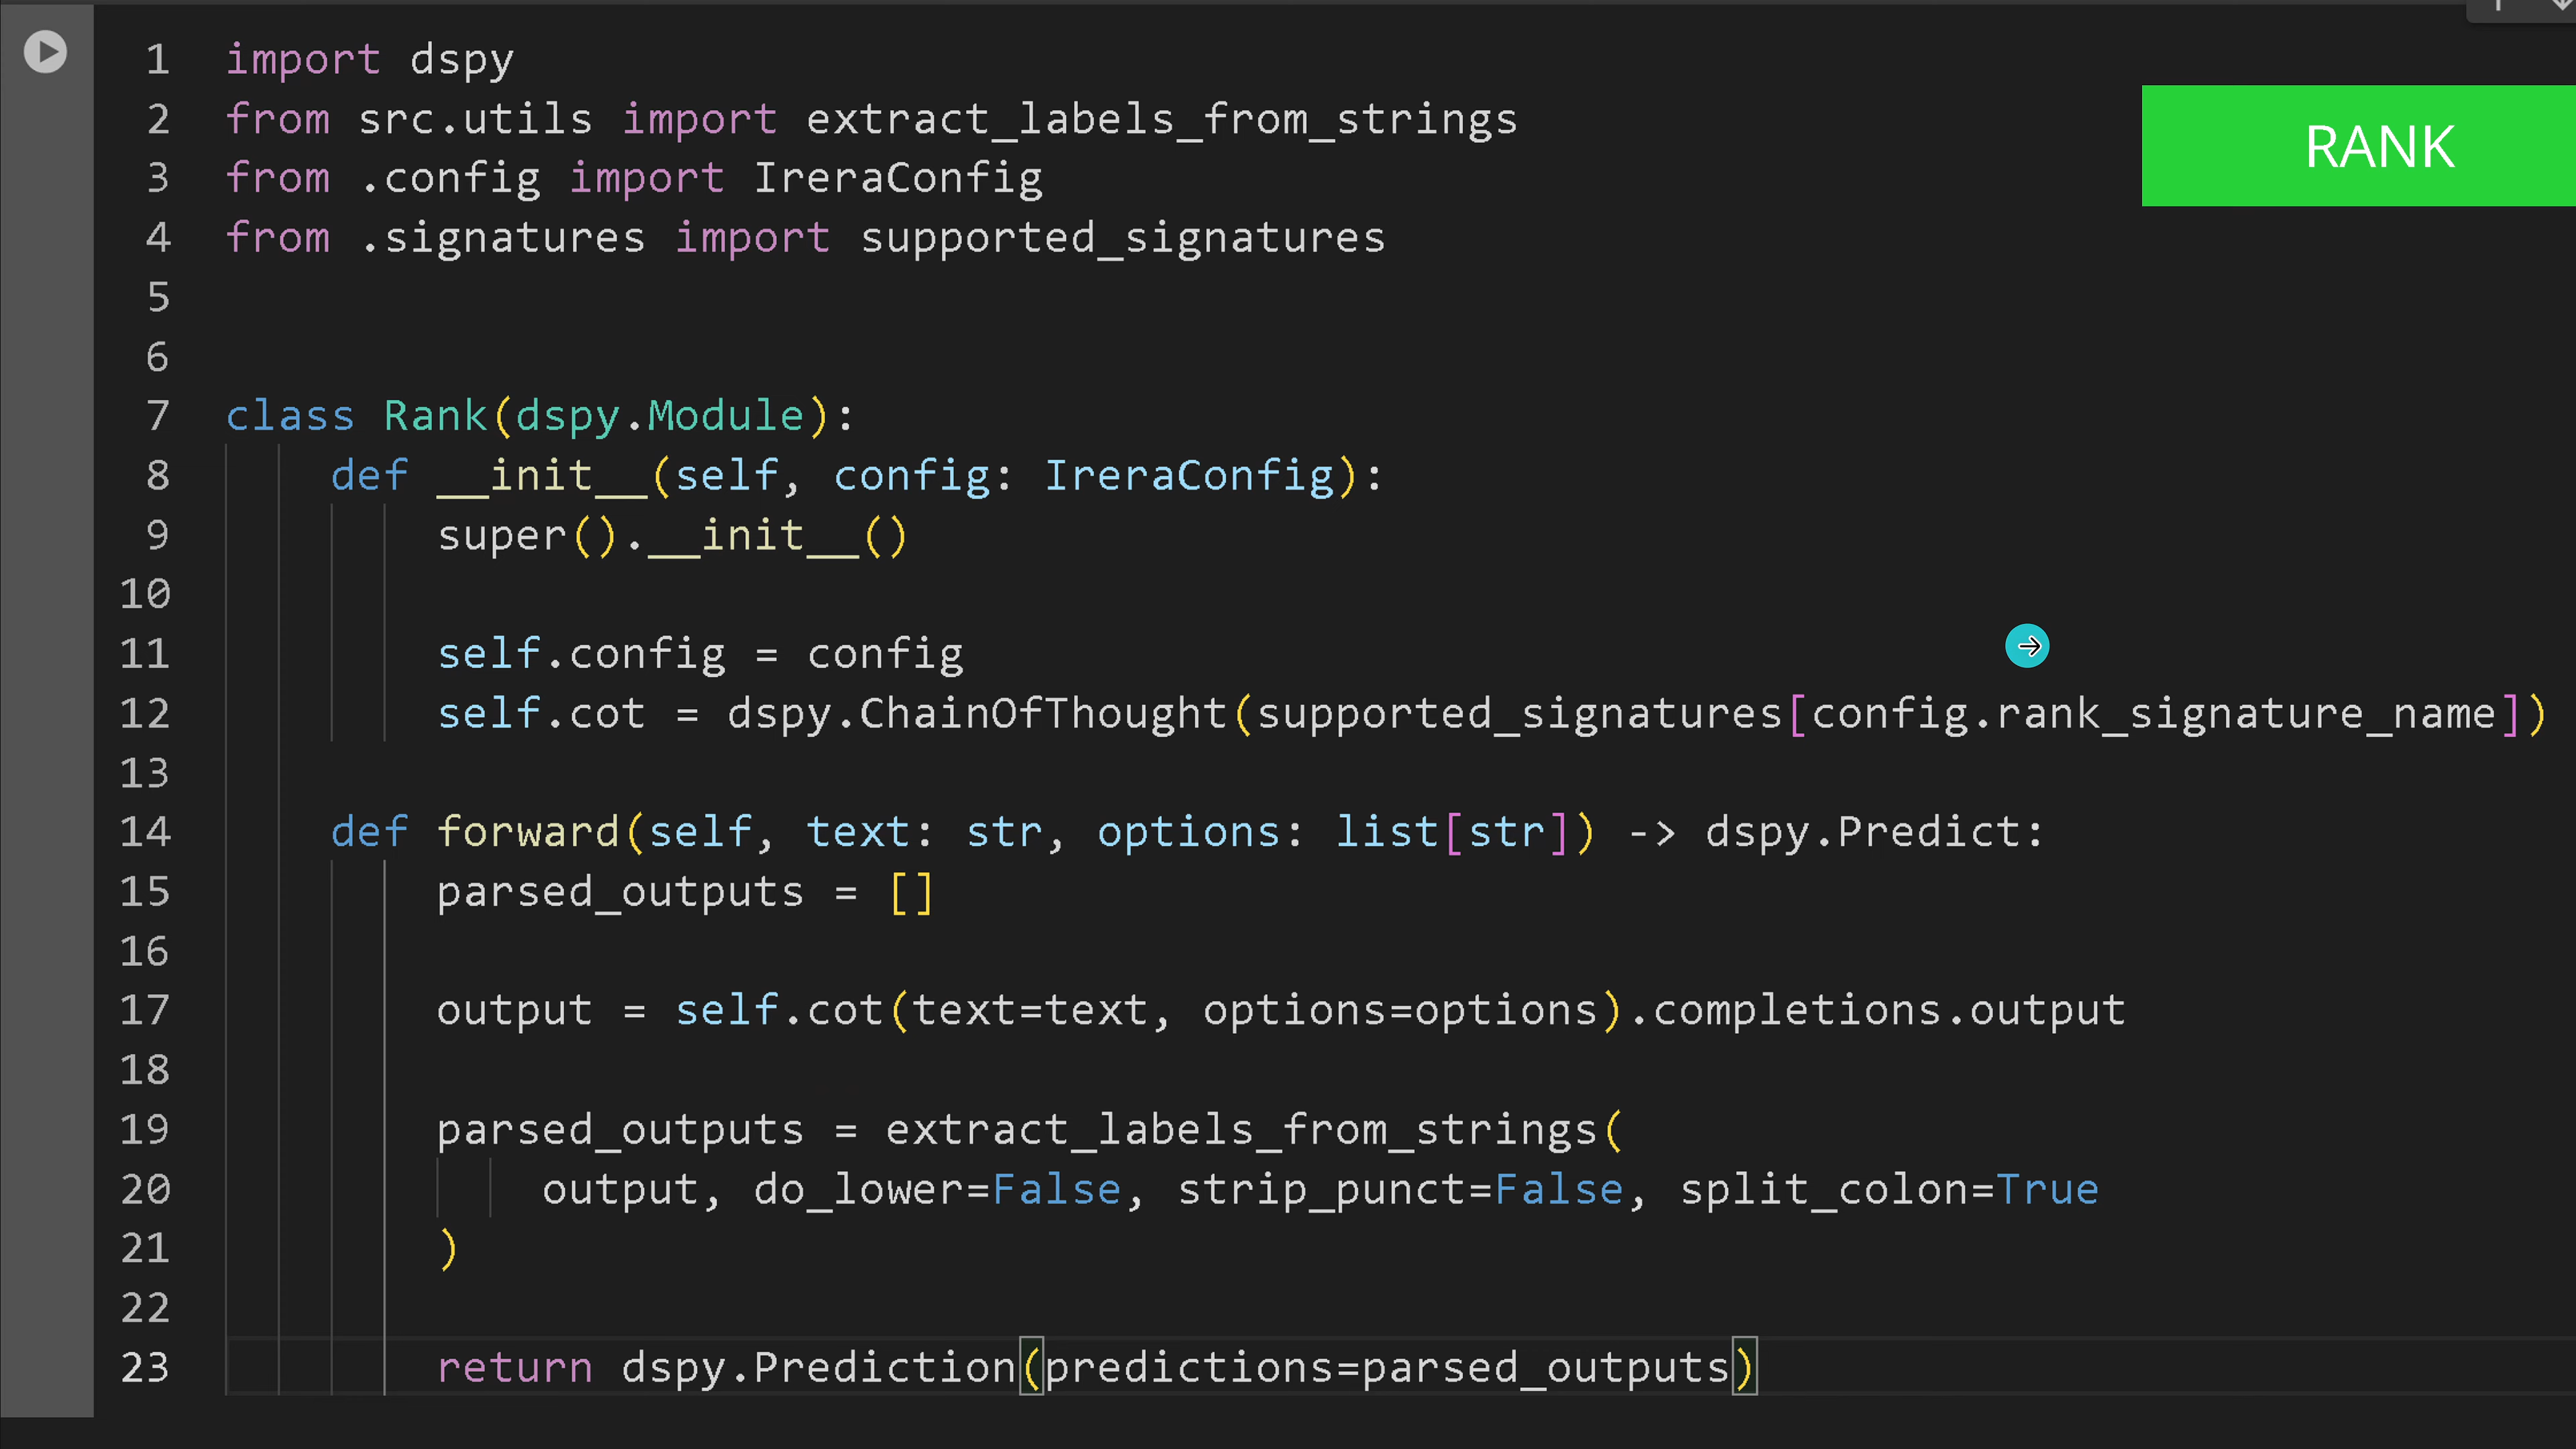 1 import dspy
2 from src.utils import extract_labels_from_strings
RANK
3 from .config import IreraConfig
4 from .signatures import supported_signatures
5
6
7 class Rank(dspy.Module):
8     def __init__(self, config: IreraConfig):
9         super().__init__()
10
11         self.config = config
12         self.cot = dspy.ChainOfThought(supported_signatures[config.rank_signature_name])
13
14     def forward(self, text: str, options: list[str]) -> dspy.Predict:
15         parsed_outputs = []
16
17         output = self.cot(text=text, options=options).completions.output
18
19         parsed_outputs = extract_labels_from_strings(
20             output, do_lower=False, strip_punct=False, split_colon=True
21         )
22
23         return dspy.Prediction(predictions=parsed_outputs)